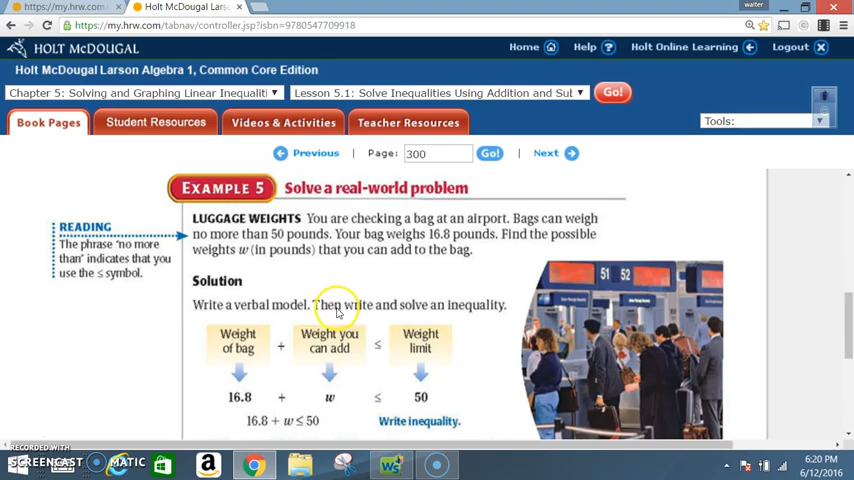 https://my.hrw.com/tabnav/
Holt McDougal Larsc
walter
https://my.hrw.com/tabnav/controller.jsp?isbn=9780547709918
HOLT MCDOUGAL
Home
Help ?
Holt Online Learning
Logout X
Holt McDougal Larson Algebra 1, Common Core Edition
Chapter 5: Solving and Graphing Linear Inequaliti
Lesson 5.1: Solve Inequalities Using Addition and Sub
Go!
Book Pages
Student Resources
Videos & Activities
Teacher Resources
Tools:
Previous | Page: 300 Go! | Next
EXAMPLE 5 Solve a real-world problem
READING
The phrase "no more
than" indicates that you
use the ≤ symbol.
LUGGAGE WEIGHTS You are checking a bag at an airport. Bags can weigh
no more than 50 pounds. Your bag weighs 16.8 pounds. Find the possible
weights w (in pounds) that you can add to the bag.
Solution
Write a verbal model. Then write and solve an inequality.
Weight of bag + Weight you can add ≤ Weight limit
16.8 + w ≤ 50
16.8 + w ≤ 50 Write inequality.
51 52
RECORDED WITH
SCREENCAST MATIC
6:20 PM
6/12/2016